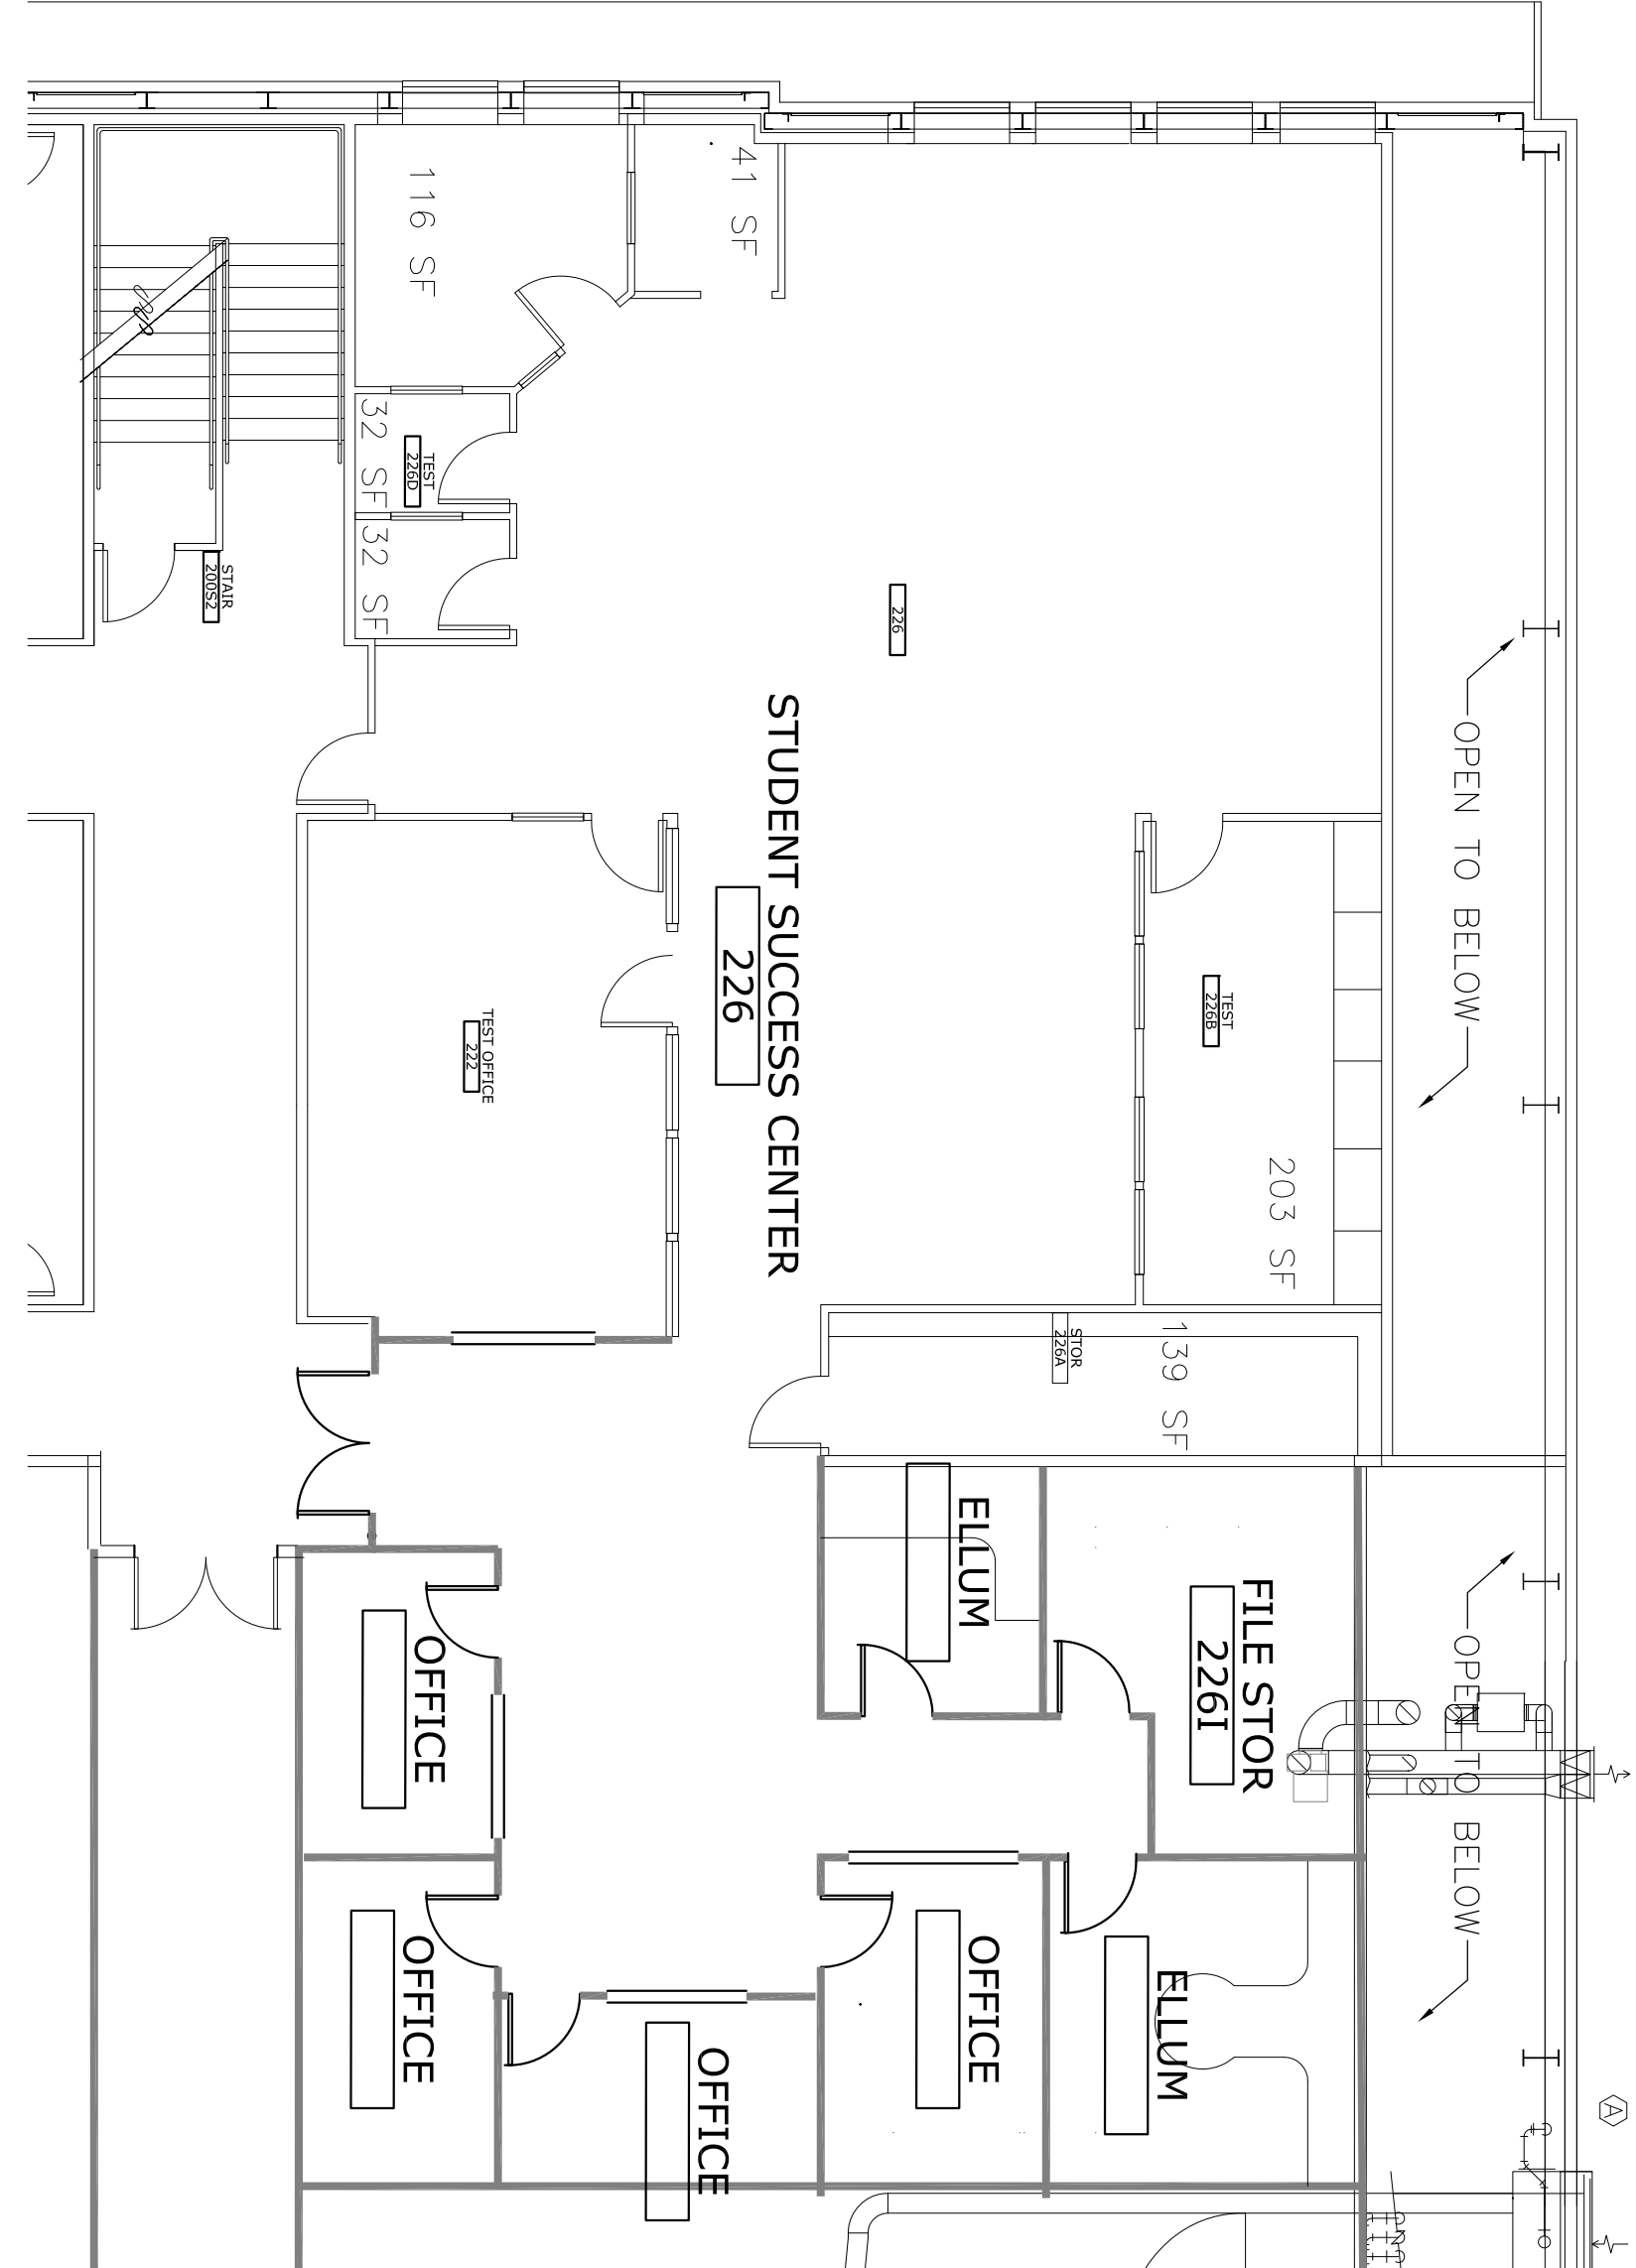 41 SF
116 SF
UP
32 SF
TEST
226D
32 SF
STAIR
200S2
226
OPEN TO BELOW
STUDENT SUCCESS CENTER
226
TEST
226B
TEST OFFICE
222
203 SF
STOR
226A
139 SF
ELLUM
FILE STOR
226I
OFFICE
OPEN TO BELOW
OFFICE
OFFICE
ELLUM
OFFICE
A